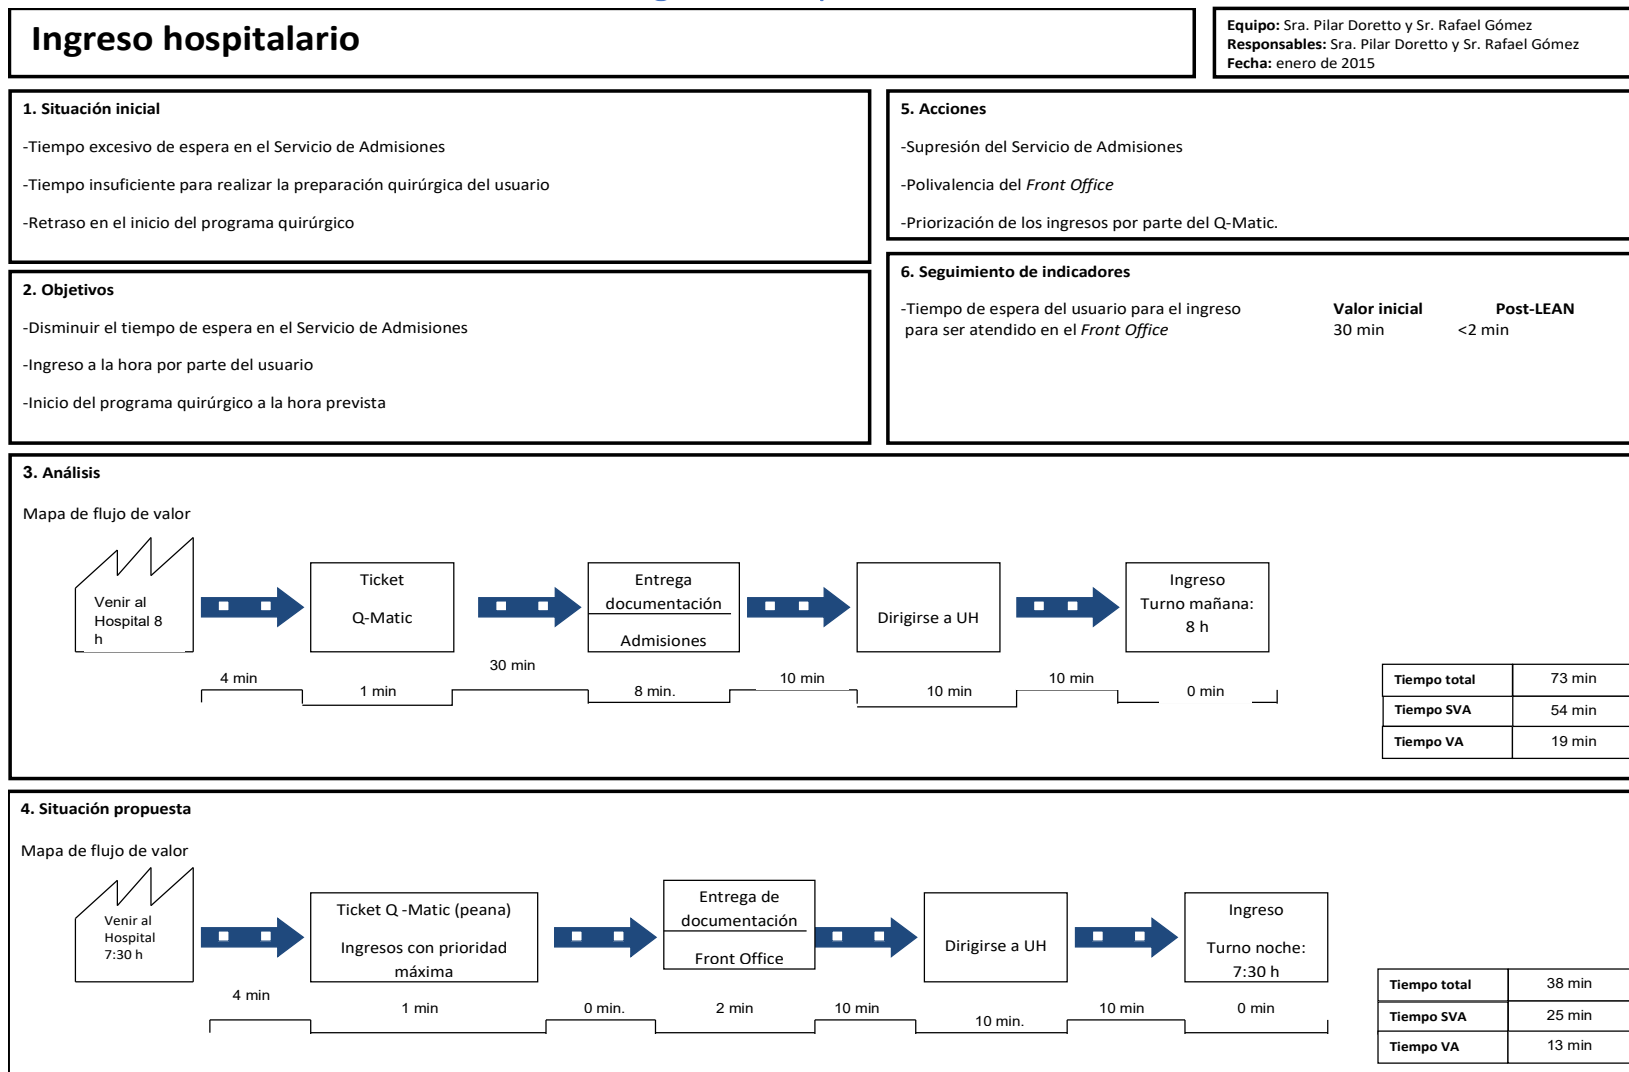 Ingreso hospitalario
Equipo: Sra. Pilar Doretto y Sr. Rafael Gómez
Responsables: Sra. Pilar Doretto y Sr. Rafael Gómez
Fecha: enero de 2015
1. Situación inicial
-Tiempo excesivo de espera en el Servicio de Admisiones
-Tiempo insuficiente para realizar la preparación quirúrgica del usuario
-Retraso en el inicio del programa quirúrgico
2. Objetivos
-Disminuir el tiempo de espera en el Servicio de Admisiones
-Ingreso a la hora por parte del usuario
-Inicio del programa quirúrgico a la hora prevista
5. Acciones
-Supresión del Servicio de Admisiones
-Polivalencia del Front Office
-Priorización de los ingresos por parte del Q-Matic.
6. Seguimiento de indicadores
-Tiempo de espera del usuario para el ingreso Valor inicial Post-LEAN
para ser atendido en el Front Office 30 min <2 min
3. Análisis
Mapa de flujo de valor
Venir al
Hospital 8
h
Ticket
Q-Matic
Entrega
documentación
Admisiones
Dirigirse a UH
Ingreso
Turno mañana:
8 h
4 min
1 min
30 min
8 min.
10 min
10 min
10 min
0 min
Tiempo total 73 min
Tiempo SVA 54 min
Tiempo VA 19 min
4. Situación propuesta
Mapa de flujo de valor
Venir al
Hospital
7:30 h
Ticket Q -Matic (peana)
Ingresos con prioridad
máxima
Entrega de
documentación
Front Office
Dirigirse a UH
Ingreso
Turno noche:
7:30 h
4 min
1 min
0 min.
2 min
10 min
10 min.
10 min
0 min
Tiempo total 38 min
Tiempo SVA 25 min
Tiempo VA 13 min